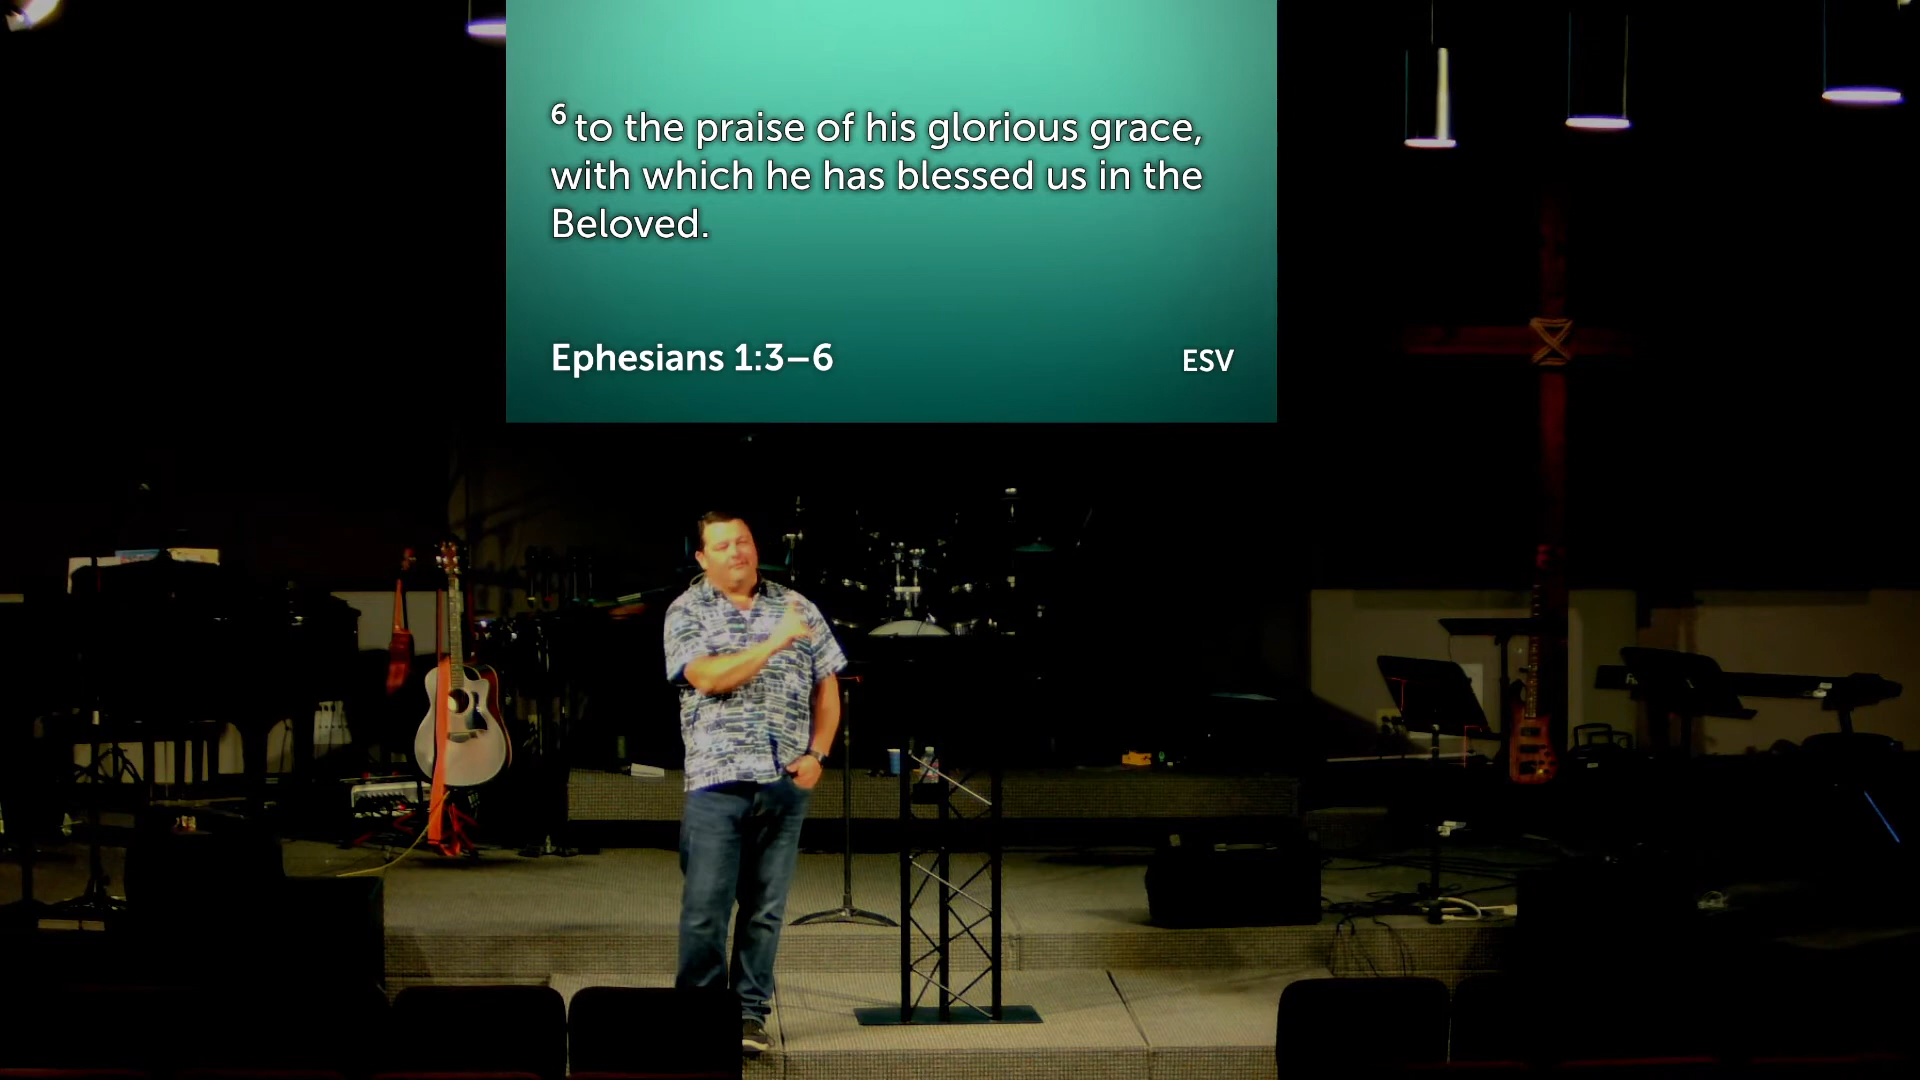 6 to the praise of his glorious grace,
with which he has blessed us in the
Beloved.
Ephesians 1:3–6
ESV